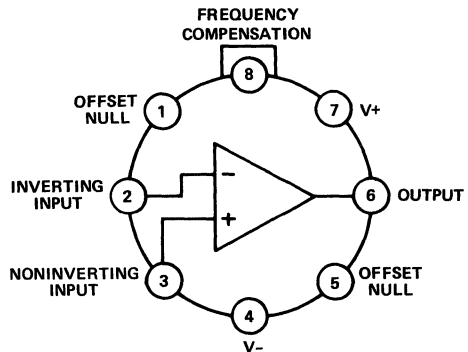 FREQUENCY
COMPENSATION
8
OFFSET
NULL
1
7
V+
INVERTING
INPUT
2
−
6
OUTPUT
+
NONINVERTING
INPUT
3
5
OFFSET
NULL
4
V−